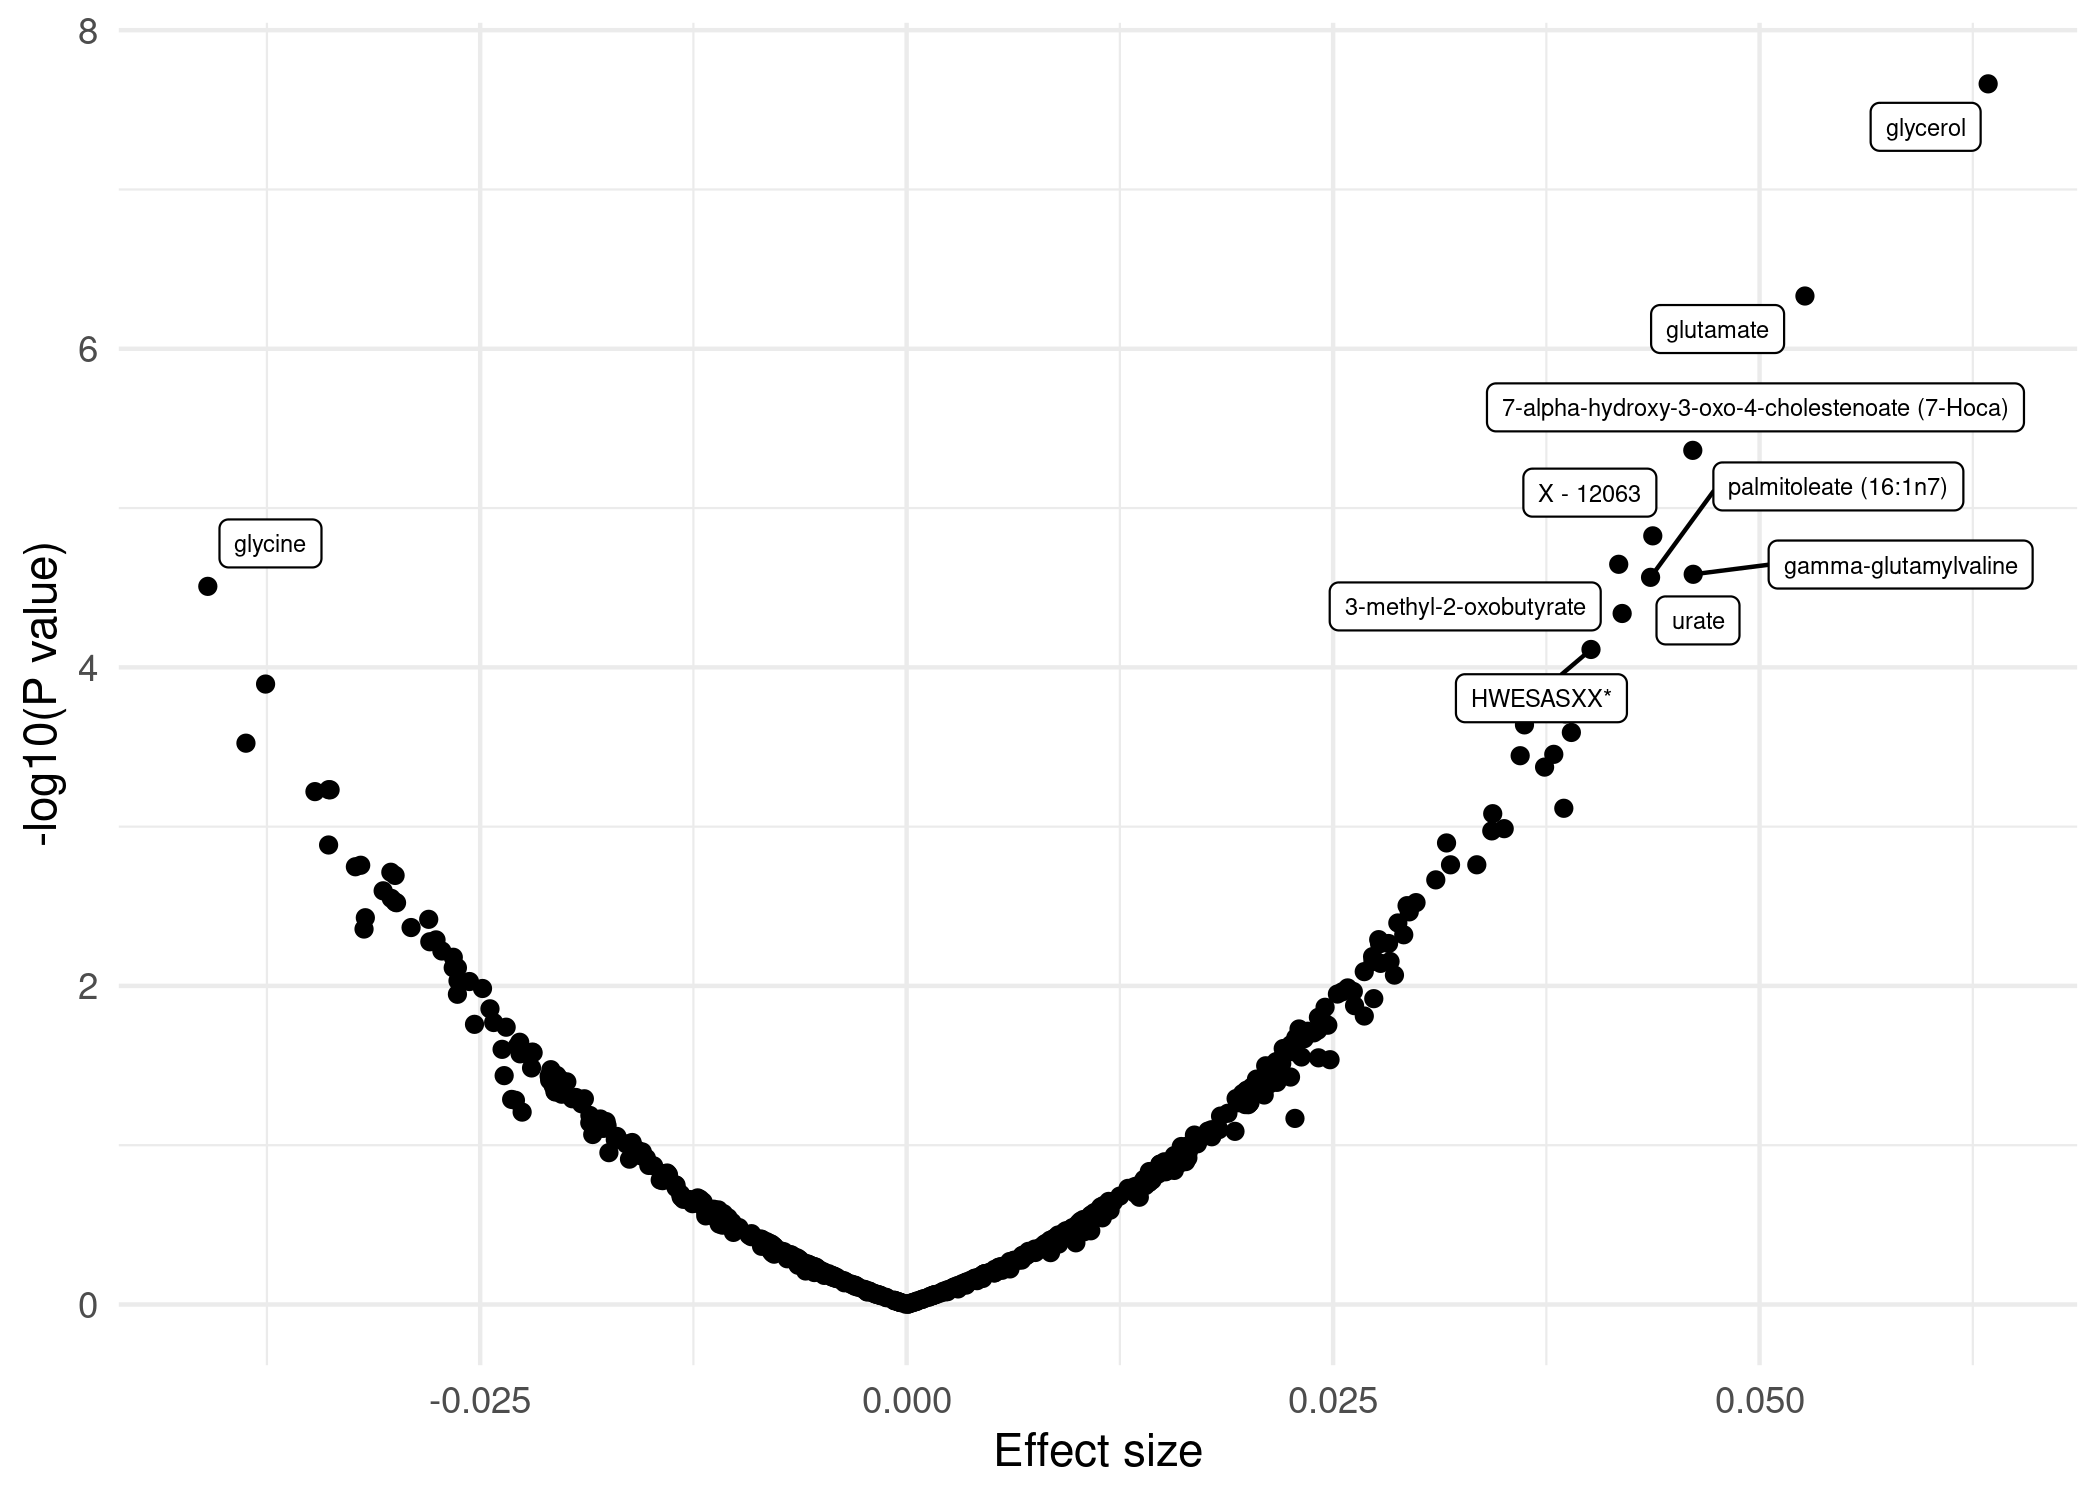 8
glycerol
glutamate
6
7-alpha-hydroxy-3-oxo-4-cholestenoate (7-Hoca)
palmitoleate (16:1n7)
X - 12063
glycine
gamma-glutamylvaline
3-methyl-2-oxobutyrate
urate
4
HWESASXX*
-log10(P value)
2
0
-0.025 0.000 0.025 0.050
Effect size